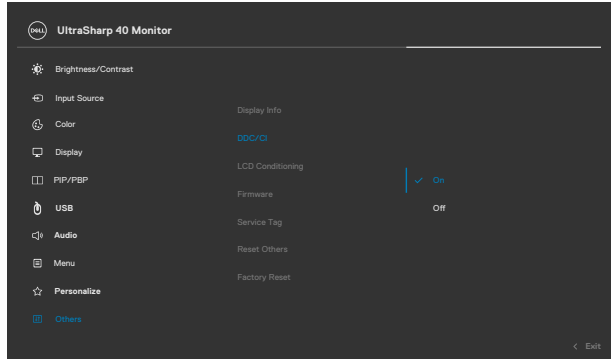 DELL UltraSharp 40 Monitor
Brightness/Contrast
Input Source
Color
Display
PIP/PBP
USB
Audio
Menu
Personalize
Others
Display Info
DDC/CI
LCD Conditioning
Firmware
Service Tag
Reset Others
Factory Reset
On
Off
Exit